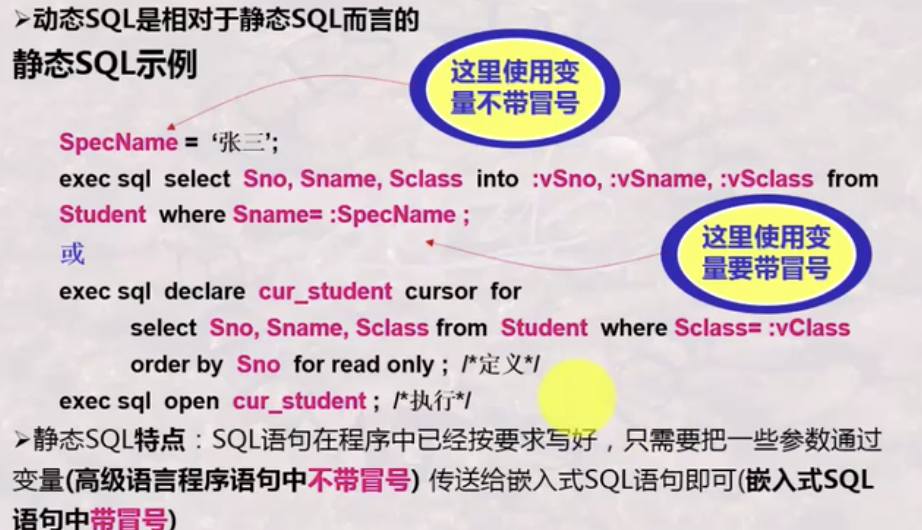 ➢动态SQL是相对于静态SQL而言的
静态SQL示例
这里使用变
量不带冒号
SpecName = ‘张三’;
exec sql select Sno, Sname, Sclass into :vSno, :vSname, :vSclass from
Student where Sname= :SpecName ;
这里使用变
量要带冒号
或
exec sql declare cur_student cursor for
select Sno, Sname, Sclass from Student where Sclass= :vClass
order by Sno for read only ; /*定义*/
exec sql open cur_student ; /*执行*/
➢静态SQL特点：SQL语句在程序中已经按要求写好，只需要把一些参数通过
变量(高级语言程序语句中不带冒号) 传送给嵌入式SQL语句即可(嵌入式SQL
语句中带冒号)